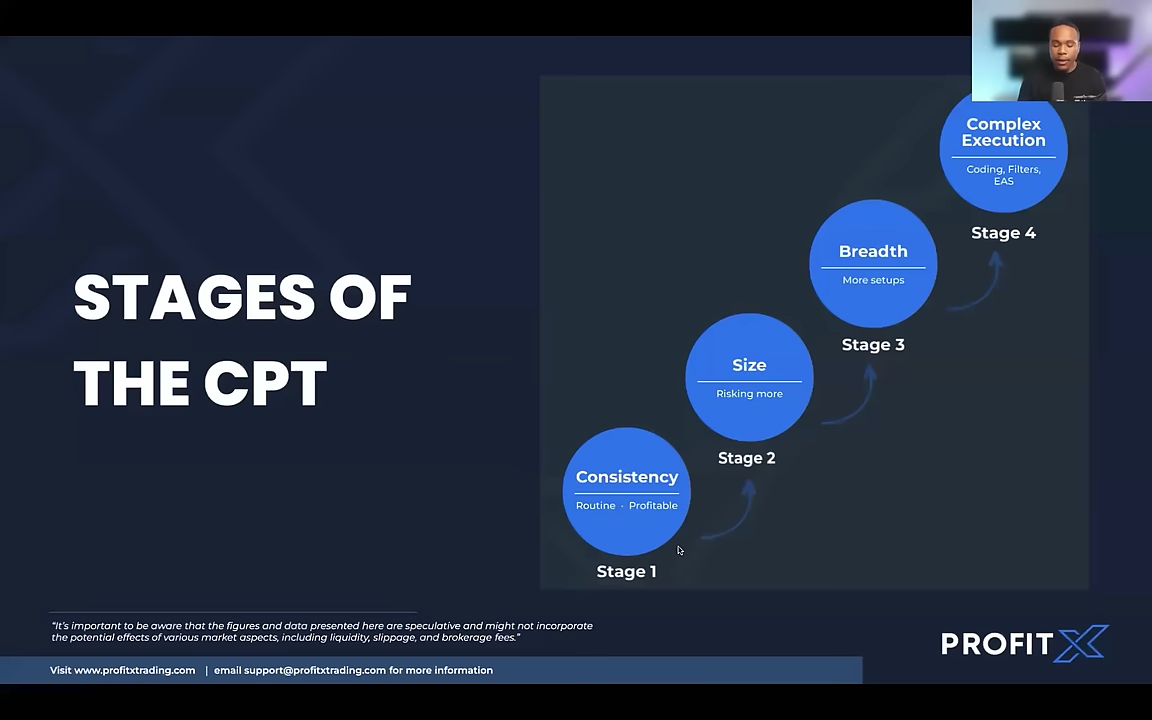 STAGES OF
THE CPT
Complex
Execution
Coding, Filters,
EAS
Stage 4
Breadth
More setups
Stage 3
Size
Risking more
Stage 2
Consistency
Routine · Profitable
Stage 1
“It’s important to be aware that the figures and data presented here are speculative and might not incorporate
the potential effects of various market aspects, including liquidity, slippage, and brokerage fees.”
PROFITX
Visit www.profitxtrading.com | email support@profitxtrading.com for more information